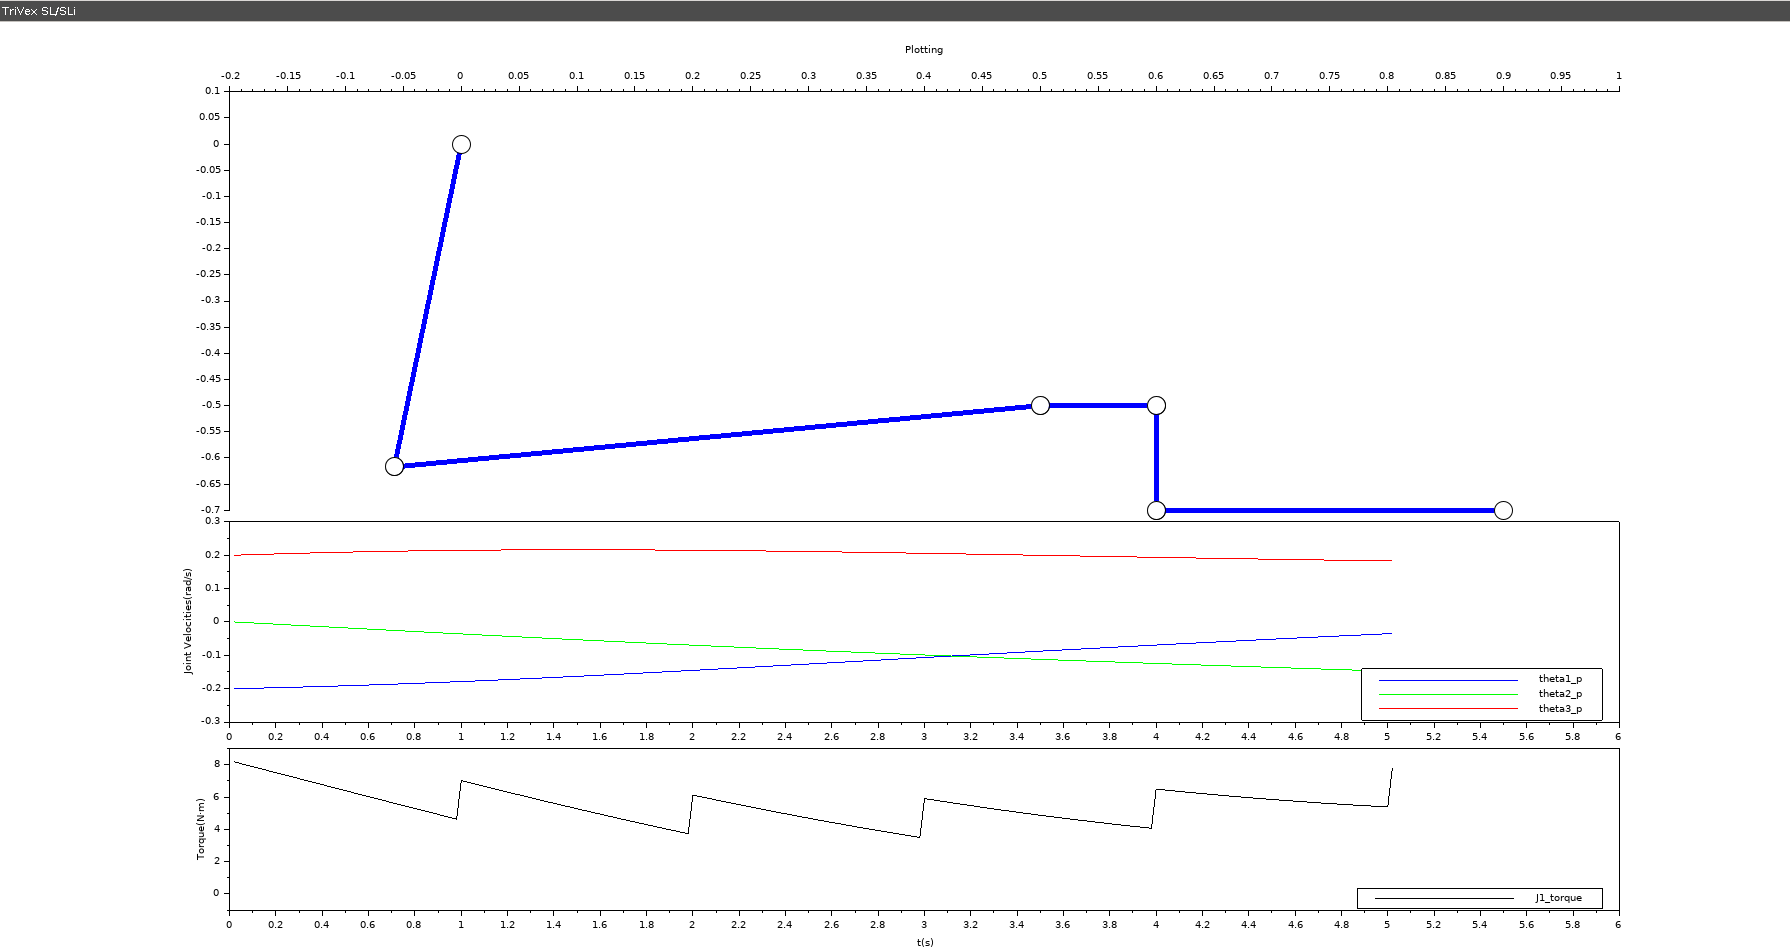 TriVex SL/SLi
Plotting
-0.2 -0.15 -0.1 -0.05 0 0.05 0.1 0.15 0.2 0.25 0.3 0.35 0.4 0.45 0.5 0.55 0.6 0.65 0.7 0.75 0.8 0.85 0.9 0.95 1
0.1
0.05
0
-0.05
-0.1
-0.15
-0.2
-0.25
-0.3
-0.35
-0.4
-0.45
-0.5
-0.55
-0.6
-0.65
-0.7
Joint Velocities(rad/s)
0.3
0.2
0.1
0
-0.1
-0.2
-0.3
theta1_p
theta2_p
theta3_p
0 0.2 0.4 0.6 0.8 1 1.2 1.4 1.6 1.8 2 2.2 2.4 2.6 2.8 3 3.2 3.4 3.6 3.8 4 4.2 4.4 4.6 4.8 5 5.2 5.4 5.6 5.8 6
Torque(N·m)
8
6
4
2
0
J1_torque
0 0.2 0.4 0.6 0.8 1 1.2 1.4 1.6 1.8 2 2.2 2.4 2.6 2.8 3 3.2 3.4 3.6 3.8 4 4.2 4.4 4.6 4.8 5 5.2 5.4 5.6 5.8 6
t(s)